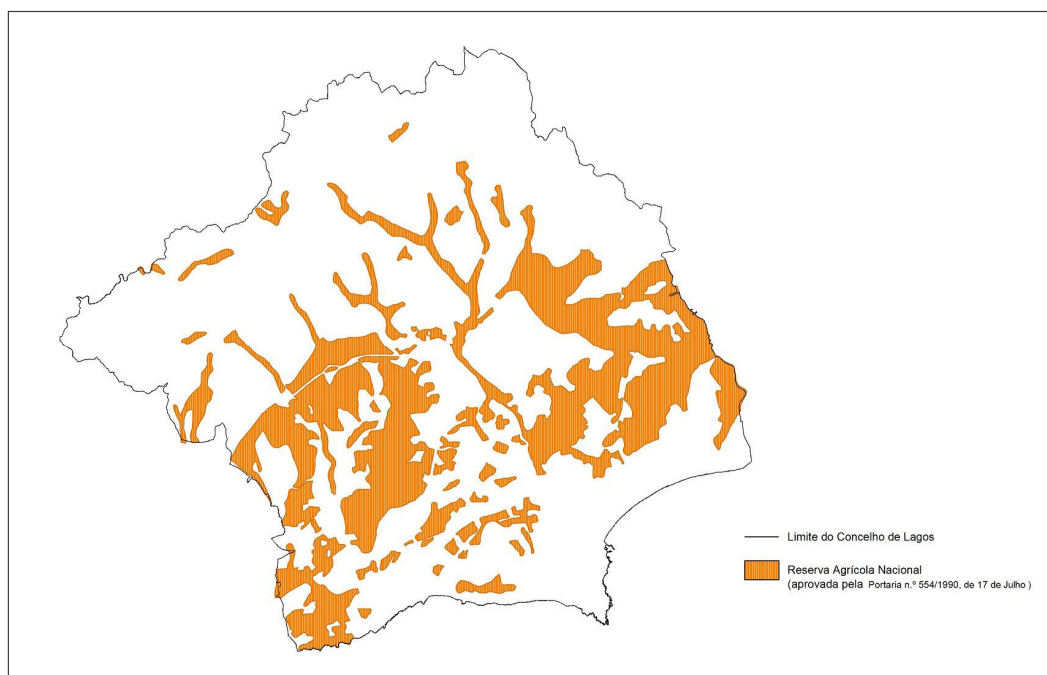 Limite do Concelho de Lagos
Reserva Agrícola Nacional
(aprovada pela Portaria n.º 554/1990, de 17 de Julho )